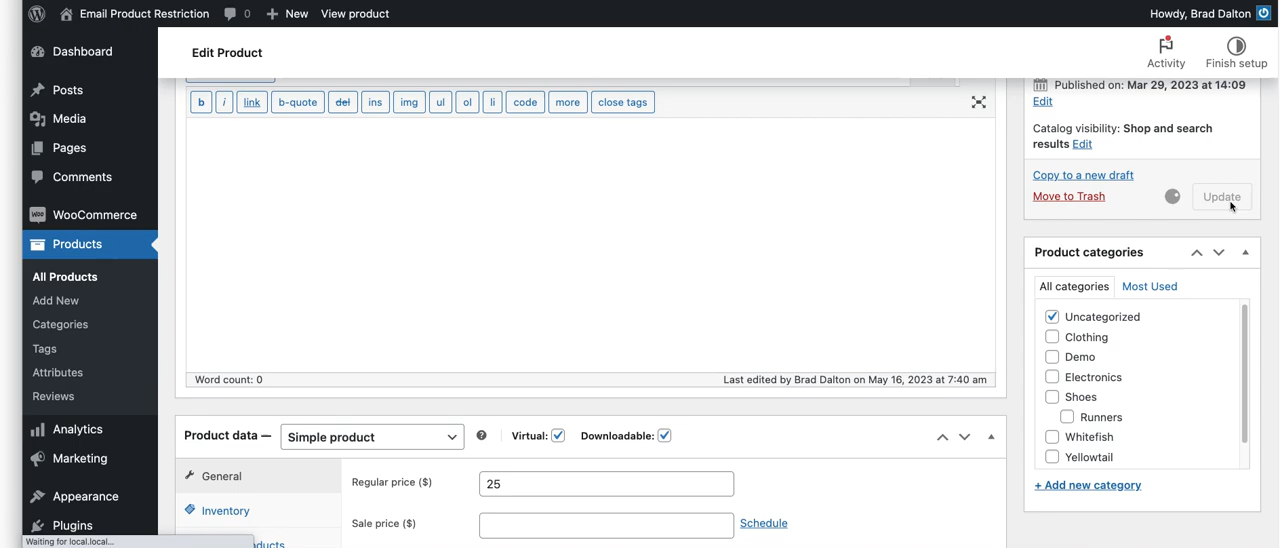 Email Product Restriction 0 New View product Howdy, Brad Dalton
Dashboard
Posts
Media
Pages
Comments
WOO WooCommerce
Products
All Products
Add New
Categories
Tags
Attributes
Reviews
Analytics
Marketing
Appearance
Plugins
Waiting for local.local...
Edit Product
Activity Finish setup
b i link b-quote del ins img ul ol li code more close tags
Word count: 0 Last edited by Brad Dalton on May 16, 2023 at 7:40 am
Product data — Simple product Virtual: Downloadable:
General
Inventory
Regular price ($) 25
Sale price ($) Schedule
Published on: Mar 29, 2023 at 14:09
Edit
Catalog visibility: Shop and search
results Edit
Copy to a new draft
Move to Trash Update
Product categories
All categories Most Used
Uncategorized
Clothing
Demo
Electronics
Shoes
Runners
Whitefish
Yellowtail
+ Add new category